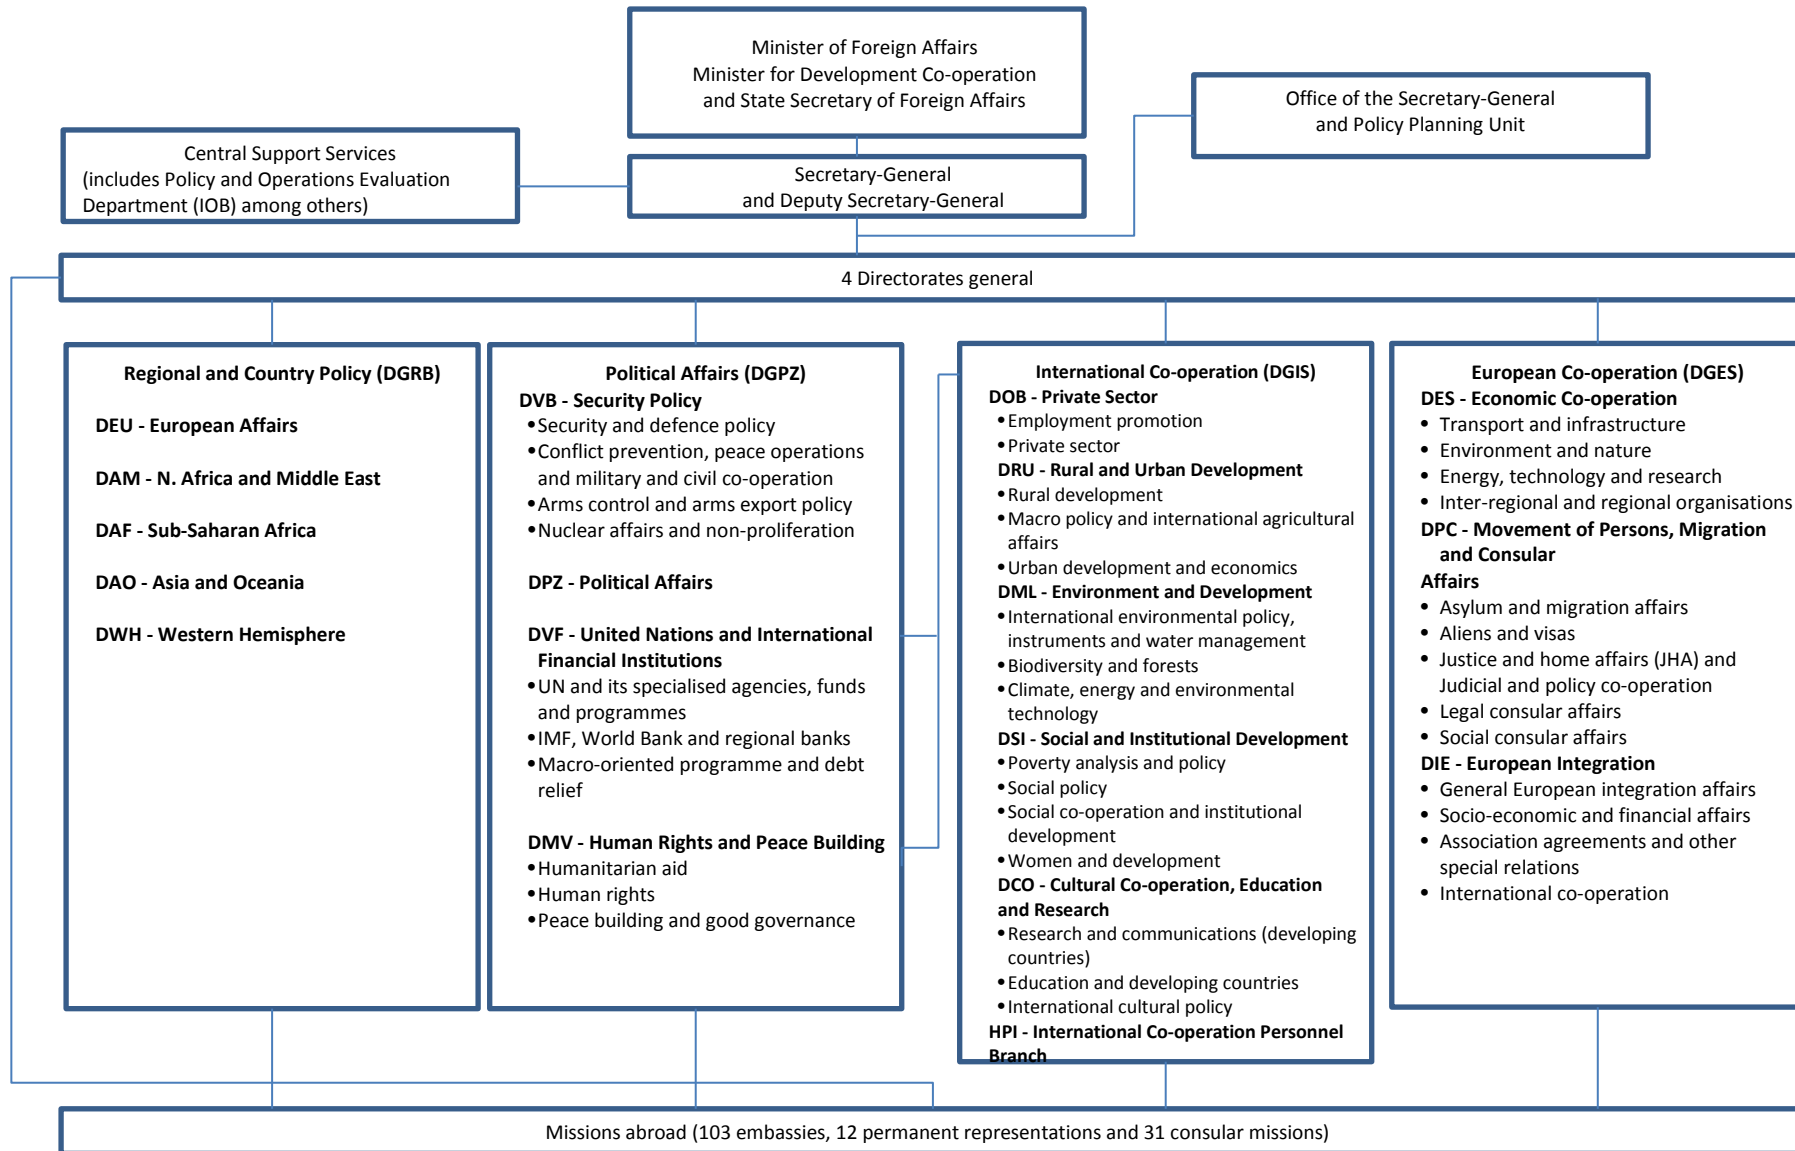 Minister of Foreign Affairs
Minister for Development Co-operation
and State Secretary of Foreign Affairs
Office of the Secretary-General
and Policy Planning Unit
Central Support Services
(includes Policy and Operations Evaluation
Department (IOB) among others)
Secretary-General
and Deputy Secretary-General
4 Directorates general
Regional and Country Policy (DGRB)
DEU - European Affairs
DAM - N. Africa and Middle East
DAF - Sub-Saharan Africa
DAO - Asia and Oceania
DWH - Western Hemisphere
Political Affairs (DGPZ)
DVB - Security Policy
•Security and defence policy
•Conflict prevention, peace operations
and military and civil co-operation
•Arms control and arms export policy
•Nuclear affairs and non-proliferation
DPZ - Political Affairs
DVF - United Nations and International
Financial Institutions
•UN and its specialised agencies, funds
and programmes
•IMF, World Bank and regional banks
•Macro-oriented programme and debt
relief
DMV - Human Rights and Peace Building
•Humanitarian aid
•Human rights
•Peace building and good governance
International Co-operation (DGIS)
DOB - Private Sector
•Employment promotion
•Private sector
DRU - Rural and Urban Development
•Rural development
•Macro policy and international agricultural
affairs
•Urban development and economics
DML - Environment and Development
•International environmental policy,
instruments and water management
•Biodiversity and forests
•Climate, energy and environmental
technology
DSI - Social and Institutional Development
•Poverty analysis and policy
•Social policy
•Social co-operation and institutional
development
•Women and development
DCO - Cultural Co-operation, Education
and Research
•Research and communications (developing
countries)
•Education and developing countries
•International cultural policy
HPI - International Co-operation Personnel
Branch
European Co-operation (DGES)
DES - Economic Co-operation
• Transport and infrastructure
• Environment and nature
• Energy, technology and research
• Inter-regional and regional organisations
DPC - Movement of Persons, Migration
and Consular
Affairs
• Asylum and migration affairs
• Aliens and visas
• Justice and home affairs (JHA) and
Judicial and policy co-operation
• Legal consular affairs
• Social consular affairs
DIE - European Integration
• General European integration affairs
• Socio-economic and financial affairs
• Association agreements and other
special relations
• International co-operation
Missions abroad (103 embassies, 12 permanent representations and 31 consular missions)